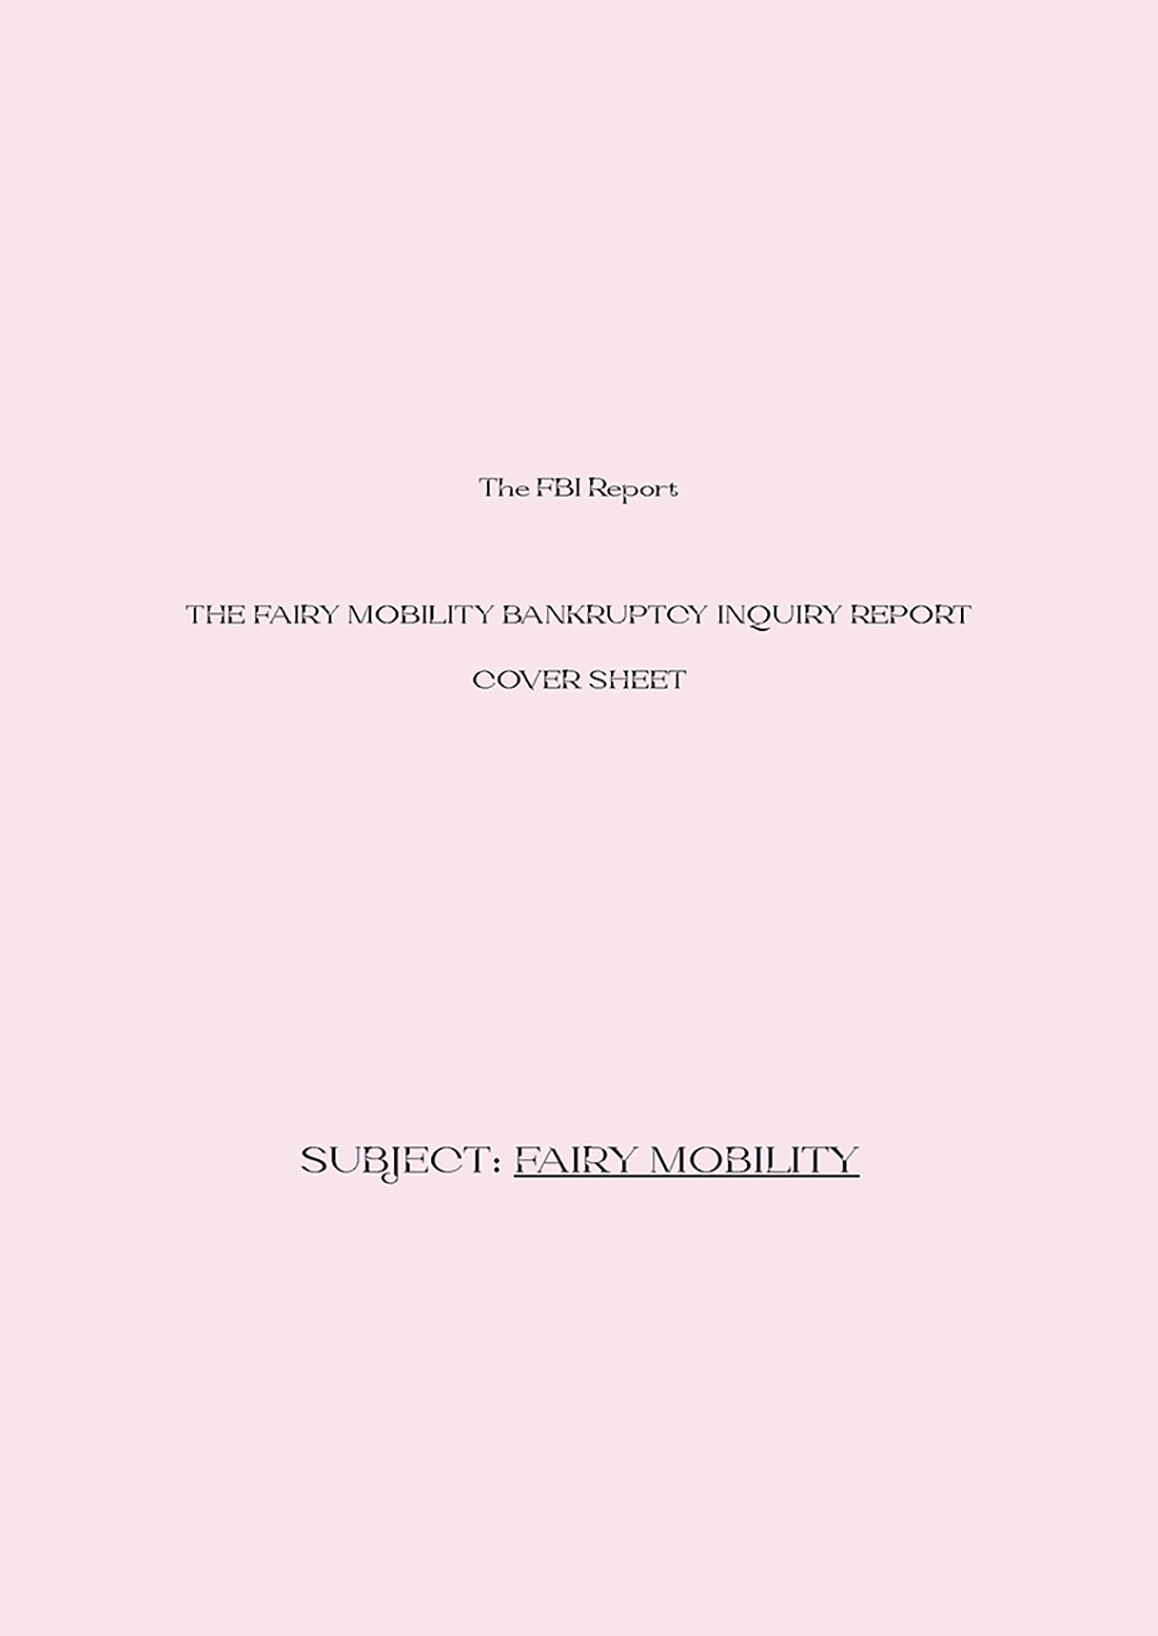 The FBI Report
THE FAIRY MOBILITY BANKRUPTCY INQUIRY REPORT
COVER SHEET
SUBJECT: FAIRY MOBILITY